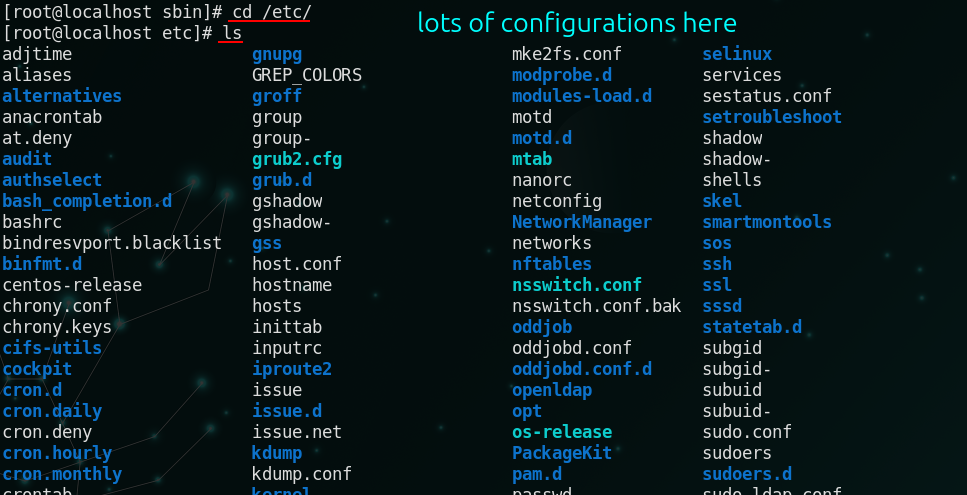 [root@localhost sbin]# cd /etc/
lots of configurations here
[root@localhost etc]# ls
adjtime gnupg mke2fs.conf selinux
aliases GREP_COLORS modprobe.d services
alternatives groff modules-load.d sestatus.conf
anacrontab group motd setroubleshoot
at.deny group- motd.d shadow
audit grub2.cfg mtab shadow-
authselect grub.d nanorc shells
bash_completion.d gshadow netconfig skel
bashrc gshadow- NetworkManager smartmontools
bindresvport.blacklist gss networks sos
binfmt.d host.conf nftables ssh
centos-release hostname nsswitch.conf ssl
chrony.conf hosts nsswitch.conf.bak sssd
chrony.keys inittab oddjob statetab.d
cifs-utils inputrc oddjobd.conf subgid
cockpit iproute2 oddjobd.conf.d subgid-
cron.d issue openldap subuid
cron.daily issue.d opt subuid-
cron.deny issue.net os-release sudo.conf
cron.hourly kdump PackageKit sudoers
cron.monthly kdump.conf pam.d sudoers.d
crontab kernel passwd sudo-ldap.conf